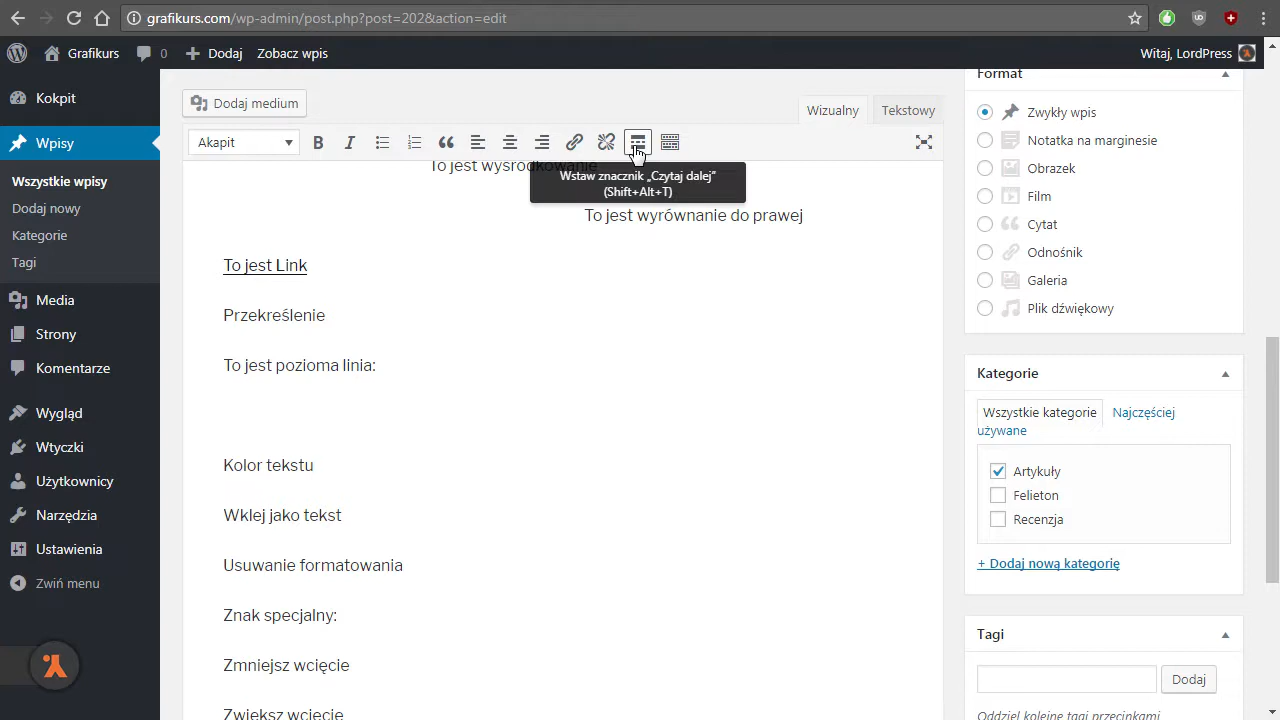 grafikurs.com/wp-admin/post.php?post=202&action=edit
Grafikurs
0
Dodaj
Zobacz wpis
Witaj, LordPress
Kokpit
Wpisy
Wszystkie wpisy
Dodaj nowy
Kategorie
Tagi
Media
Strony
Komentarze
Wygląd
Wtyczki
Użytkownicy
Narzędzia
Ustawienia
Zwiń menu
Dodaj medium
Wizualny
Tekstowy
Akapit
B
I
To jest wyśrodkowanie
Wstaw znacznik „Czytaj dalej”
(Shift+Alt+T)
To jest wyrównanie do prawej
To jest Link
Przekreślenie
To jest pozioma linia:
Kolor tekstu
Wklej jako tekst
Usuwanie formatowania
Znak specjalny:
Zmniejsz wcięcie
Zwiększ wcięcie
Format
Zwykły wpis
Notatka na marginesie
Obrazek
Film
Cytat
Odnośnik
Galeria
Plik dźwiękowy
Kategorie
Wszystkie kategorie
Najczęściej
używane
Artykuły
Felieton
Recenzja
+ Dodaj nową kategorię
Tagi
Dodaj
Oddziel kolejne tagi przecinkami